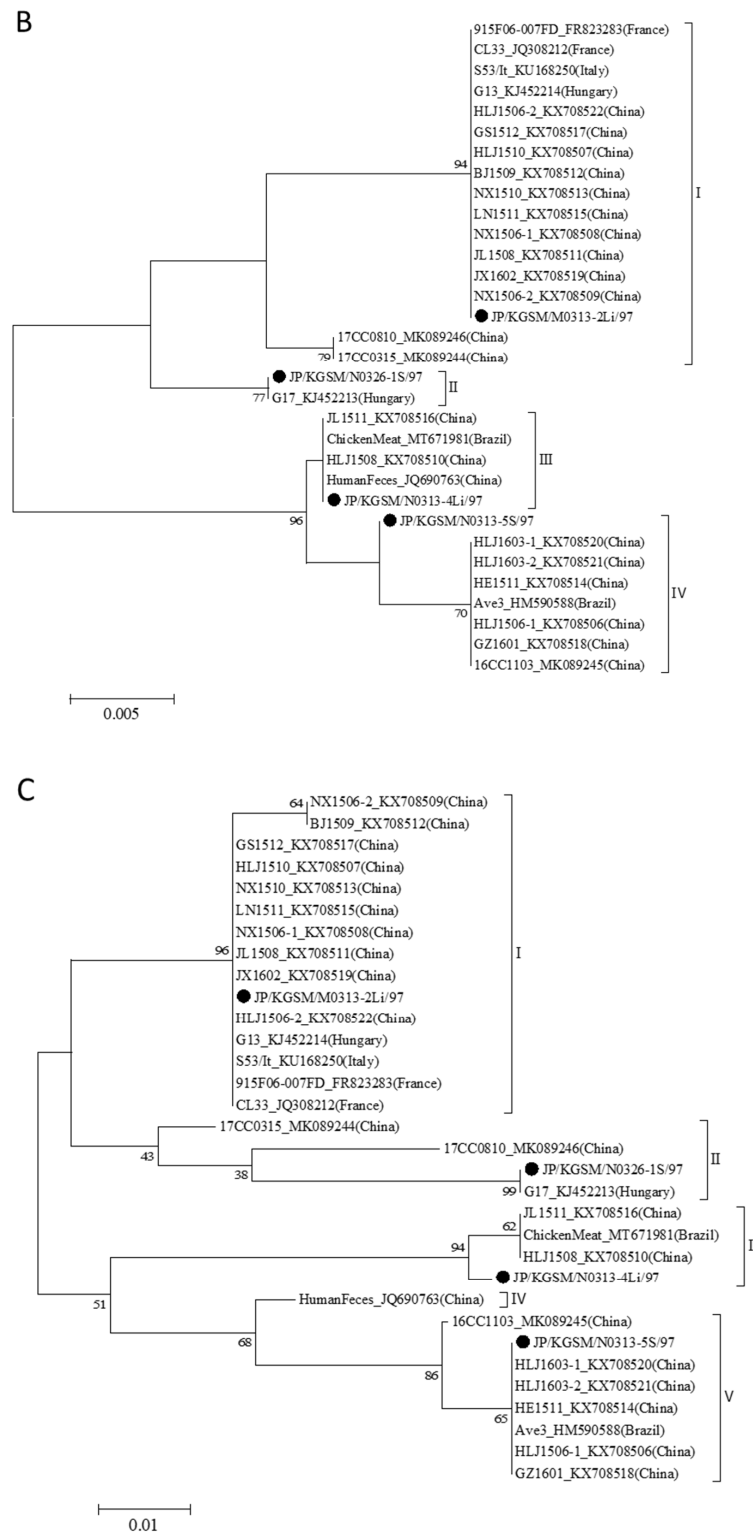 B
915F06-007FD_FR823283(France)
CL33_JQ308212(France)
S53/It_KU168250(Italy)
G13_KJ452214(Hungary)
HLJ1506-2_KX708522(China)
GS1512_KX708517(China)
HLJ1510_KX708507(China)
94
BJ1509_KX708512(China)
NX1510_KX708513(China)
I
LN1511_KX708515(China)
NX1506-1_KX708508(China)
JL1508_KX708511(China)
JX1602_KX708519(China)
NX1506-2_KX708509(China)
JP/KGSM/M0313-2Li/97
17CC0810_MK089246(China)
79
17CC0315_MK089244(China)
JP/KGSM/N0326-1S/97
II
77
G17_KJ452213(Hungary)
JL1511_KX708516(China)
ChickenMeat_MT671981(Brazil)
HLJ1508_KX708510(China)
III
HumanFeces_JQ690763(China)
JP/KGSM/N0313-4Li/97
96
JP/KGSM/N0313-5S/97
HLJ1603-1_KX708520(China)
HLJ1603-2_KX708521(China)
HE1511_KX708514(China)
IV
Ave3_HM590588(Brazil)
70
HLJ1506-1_KX708506(China)
GZ1601_KX708518(China)
16CC1103_MK089245(China)
0.005
C
64
NX1506-2_KX708509(China)
BJ1509_KX708512(China)
GS1512_KX708517(China)
HLJ1510_KX708507(China)
NX1510_KX708513(China)
LN1511_KX708515(China)
NX1506-1_KX708508(China)
96
JL1508_KX708511(China)
I
JX1602_KX708519(China)
JP/KGSM/M0313-2Li/97
HLJ1506-2_KX708522(China)
G13_KJ452214(Hungary)
S53/It_KU168250(Italy)
915F06-007FD_FR823283(France)
CL33_JQ308212(France)
17CC0315_MK089244(China)
43
17CC0810_MK089246(China)
II
38
JP/KGSM/N0326-1S/97
99
G17_KJ452213(Hungary)
JL1511_KX708516(China)
62
ChickenMeat_MT671981(Brazil)
I
94
HLJ1508_KX708510(China)
JP/KGSM/N0313-4Li/97
51
HumanFeces_JQ690763(China)
IV
16CC1103_MK089245(China)
68
JP/KGSM/N0313-5S/97
HLJ1603-1_KX708520(China)
86
HLJ1603-2_KX708521(China)
V
HE1511_KX708514(China)
65
Ave3_HM590588(Brazil)
HLJ1506-1_KX708506(China)
GZ1601_KX708518(China)
0.01